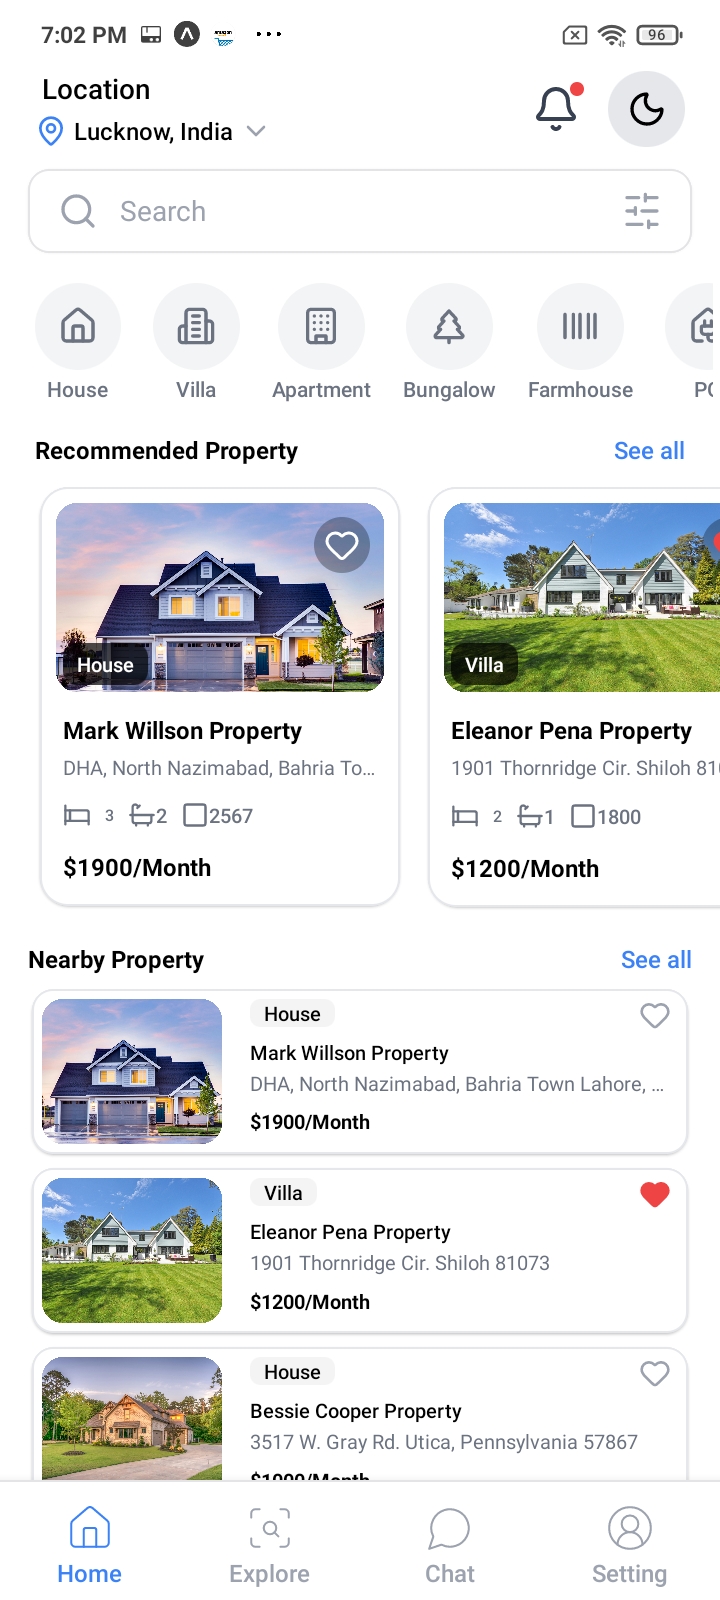 7:02 PM
96
Location
Lucknow, India
Search
House Villa Apartment Bungalow Farmhouse
Recommended Property See all
House
Villa
Mark Willson Property
Eleanor Pena Property
DHA, North Nazimabad, Bahria To...
1901 Thornridge Cir. Shiloh 810
3 2 2567
2 1 1800
$1900/Month
$1200/Month
Nearby Property See all
House
Mark Willson Property
DHA, North Nazimabad, Bahria Town Lahore, ...
$1900/Month
Villa
Eleanor Pena Property
1901 Thornridge Cir. Shiloh 81073
$1200/Month
House
Bessie Cooper Property
3517 W. Gray Rd. Utica, Pennsylvania 57867
Home Explore Chat Setting